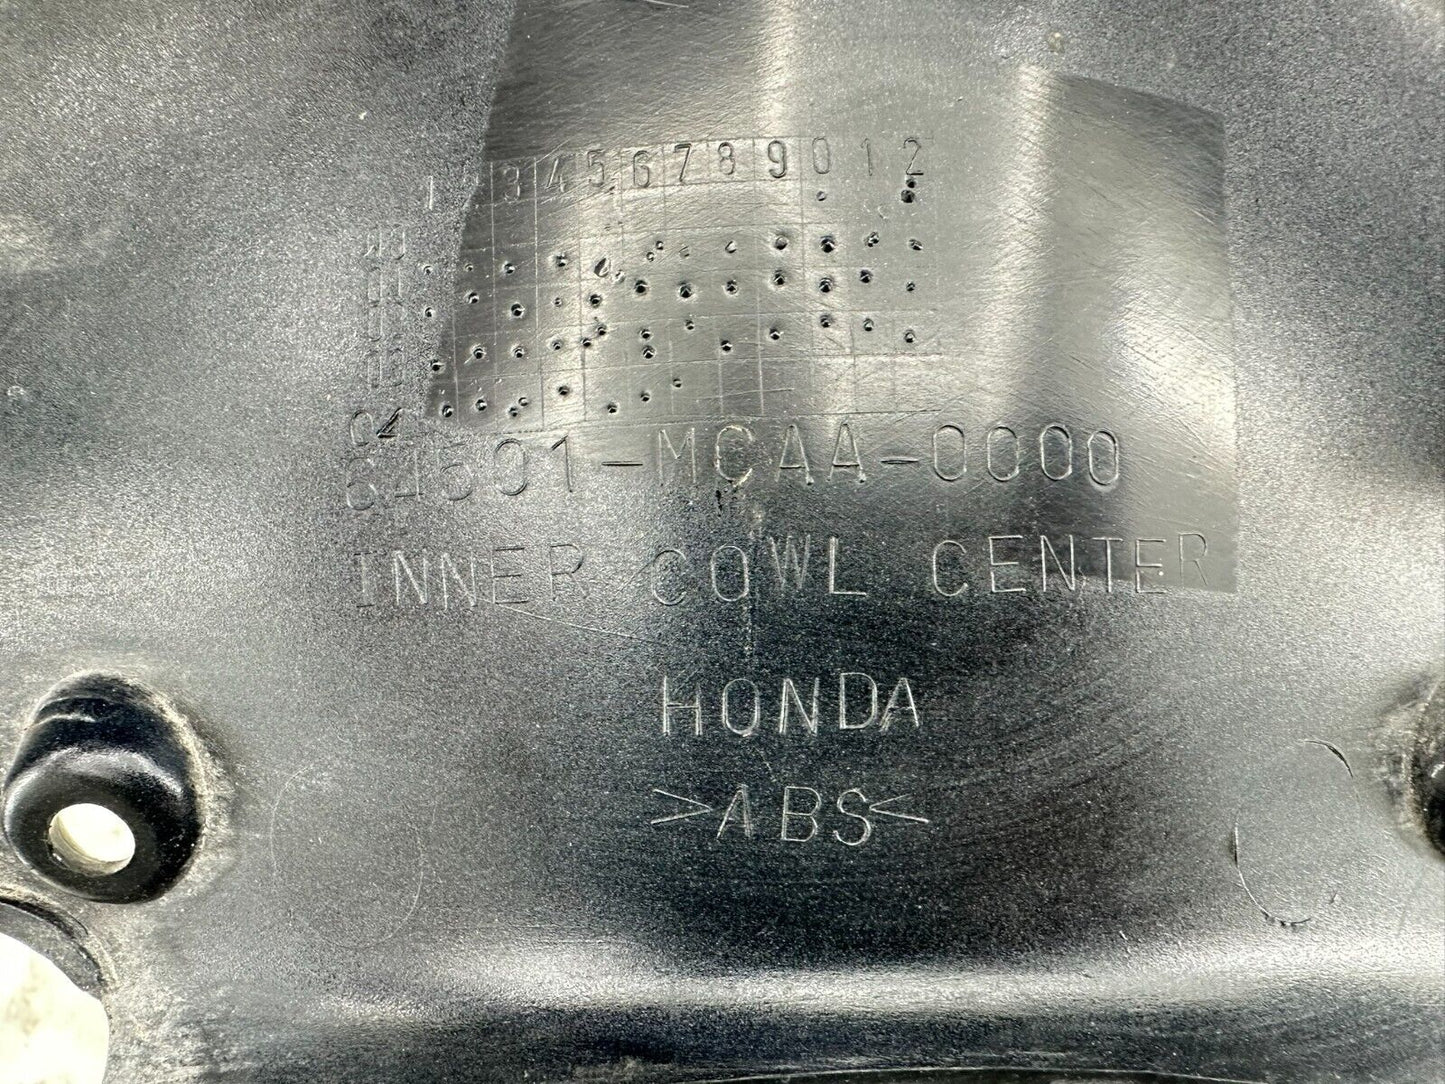 1 2 3 4 5 6 7 8 9 0 1 2
64501-MCAA-0000
INNER COWL CENTER
HONDA
>ABS<